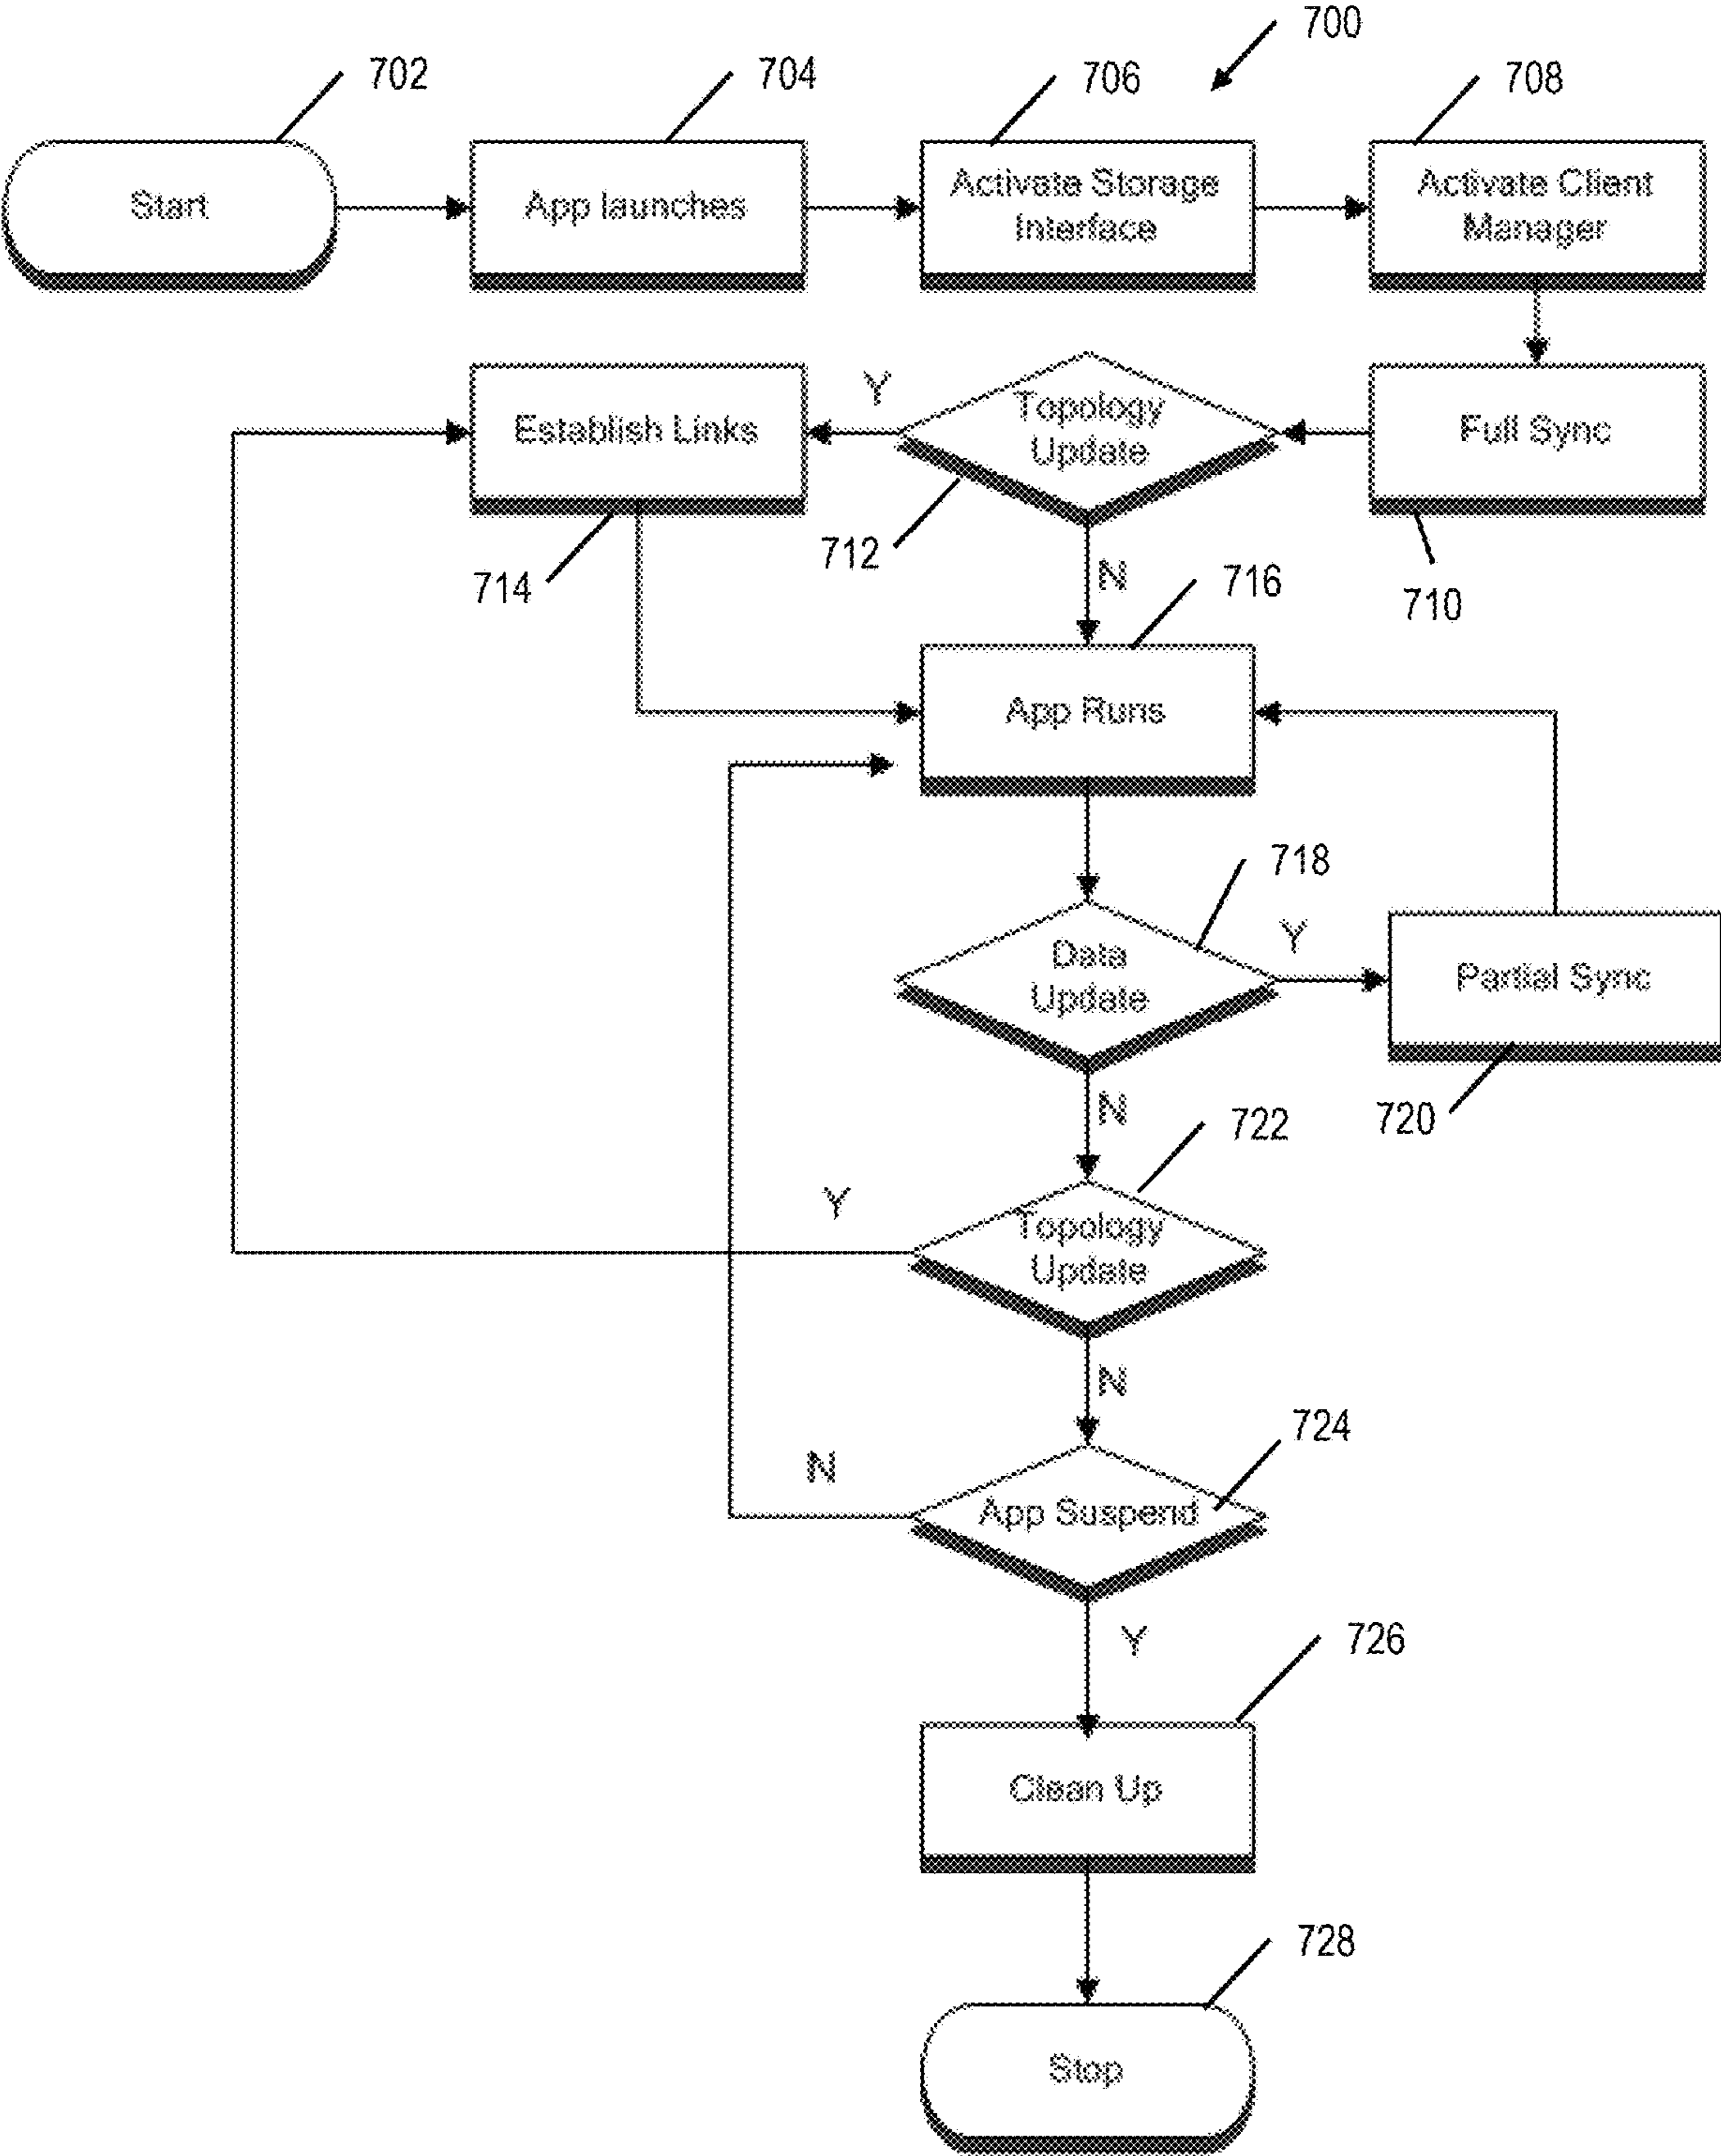 700
702
704
706
708
Start
App launches
Activate Storage
Interface
Activate Client
Manager
Establish Links
Y
Topology
Update
Full Sync
714
712
N
716
710
App Runs
718
Data
Update
Y
Partial Sync
N
722
720
Y
Topology
Update
N
724
N
App Suspend
Y
726
Clean Up
728
Stop